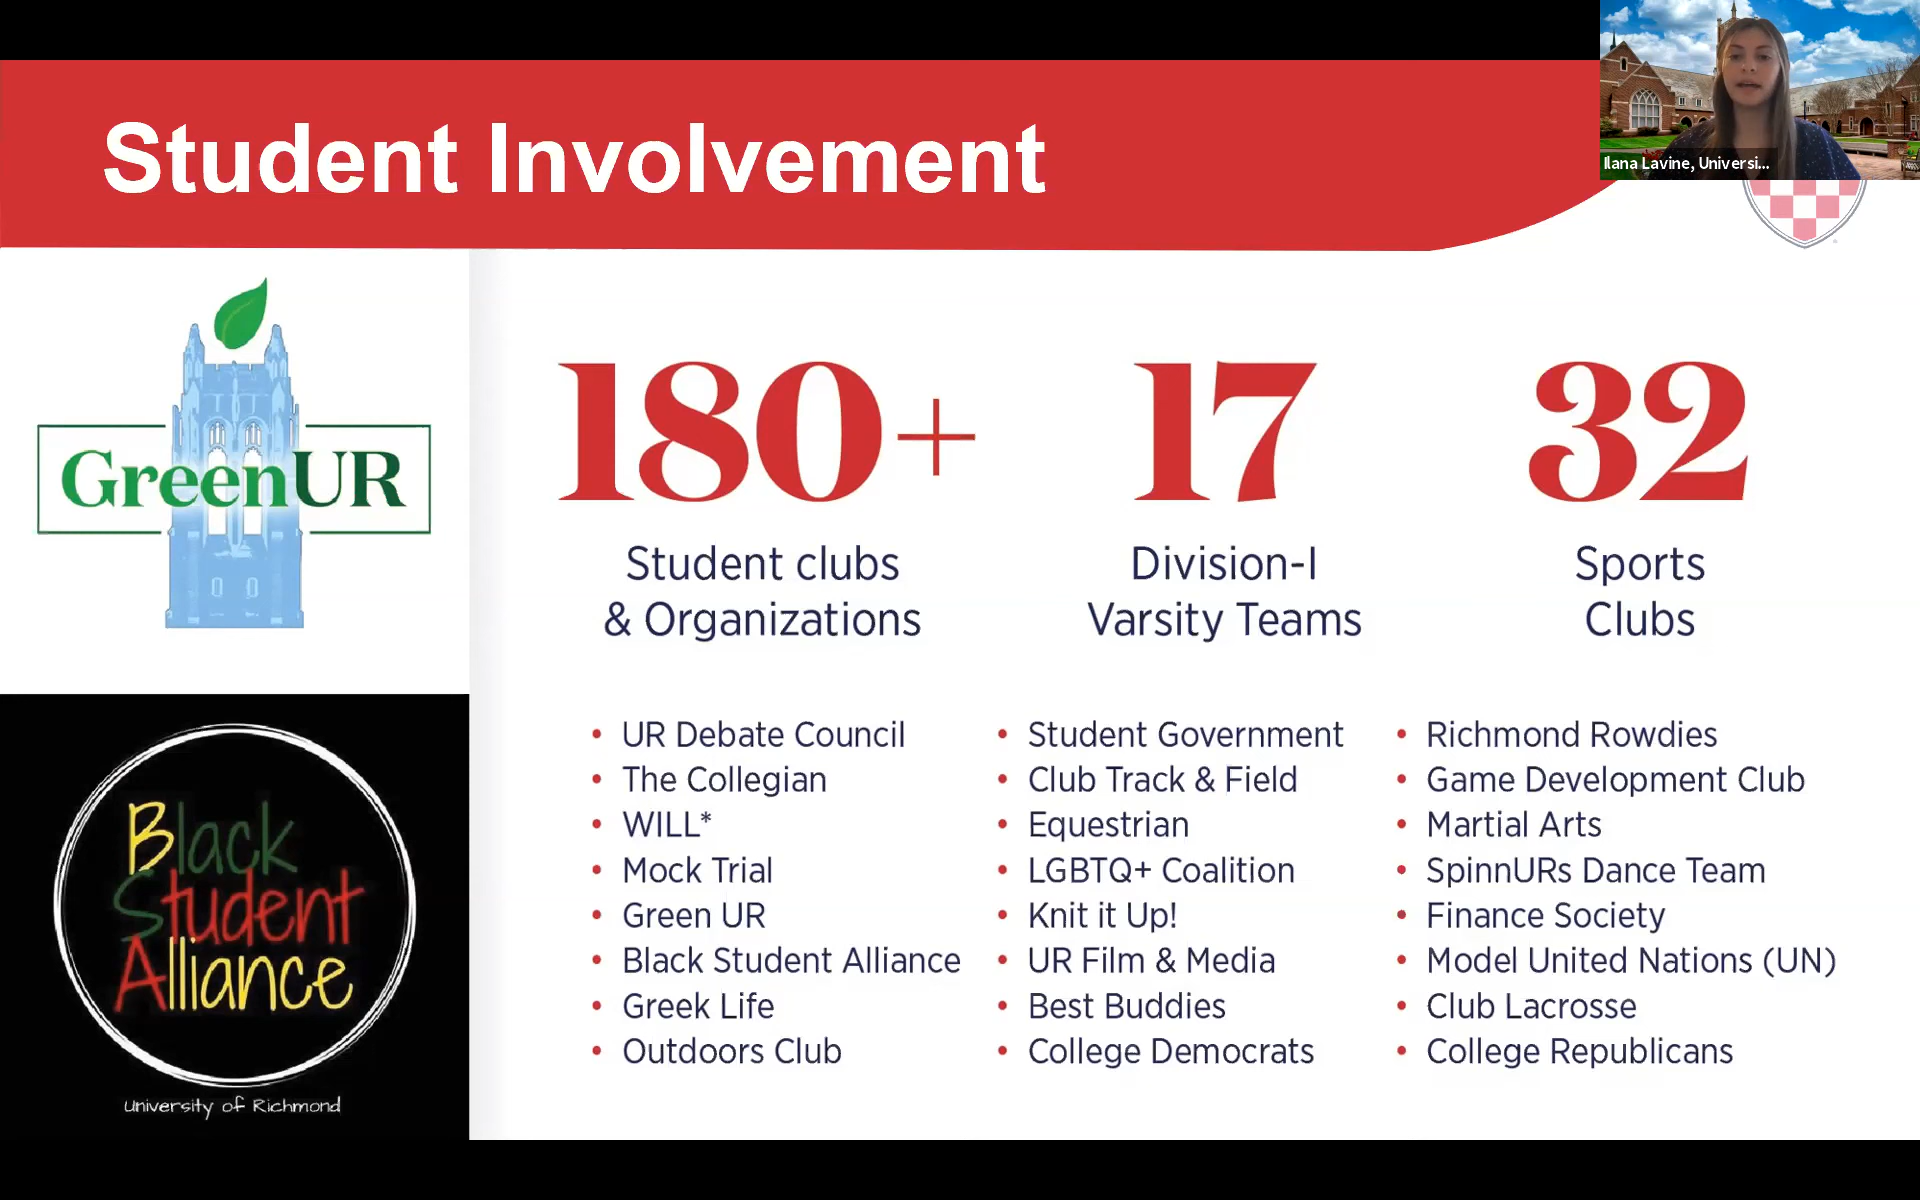 Student Involvement
Ilana Lavine, Universi...
GreenUR
180+
Student clubs
& Organizations
17
Division-I
Varsity Teams
32
Sports
Clubs
• UR Debate Council
• The Collegian
• WILL*
• Mock Trial
• Green UR
• Black Student Alliance
• Greek Life
• Outdoors Club
• Student Government
• Club Track & Field
• Equestrian
• LGBTQ+ Coalition
• Knit it Up!
• UR Film & Media
• Best Buddies
• College Democrats
• Richmond Rowdies
• Game Development Club
• Martial Arts
• SpinnURs Dance Team
• Finance Society
• Model United Nations (UN)
• Club Lacrosse
• College Republicans
Black
Student
Alliance
University of Richmond